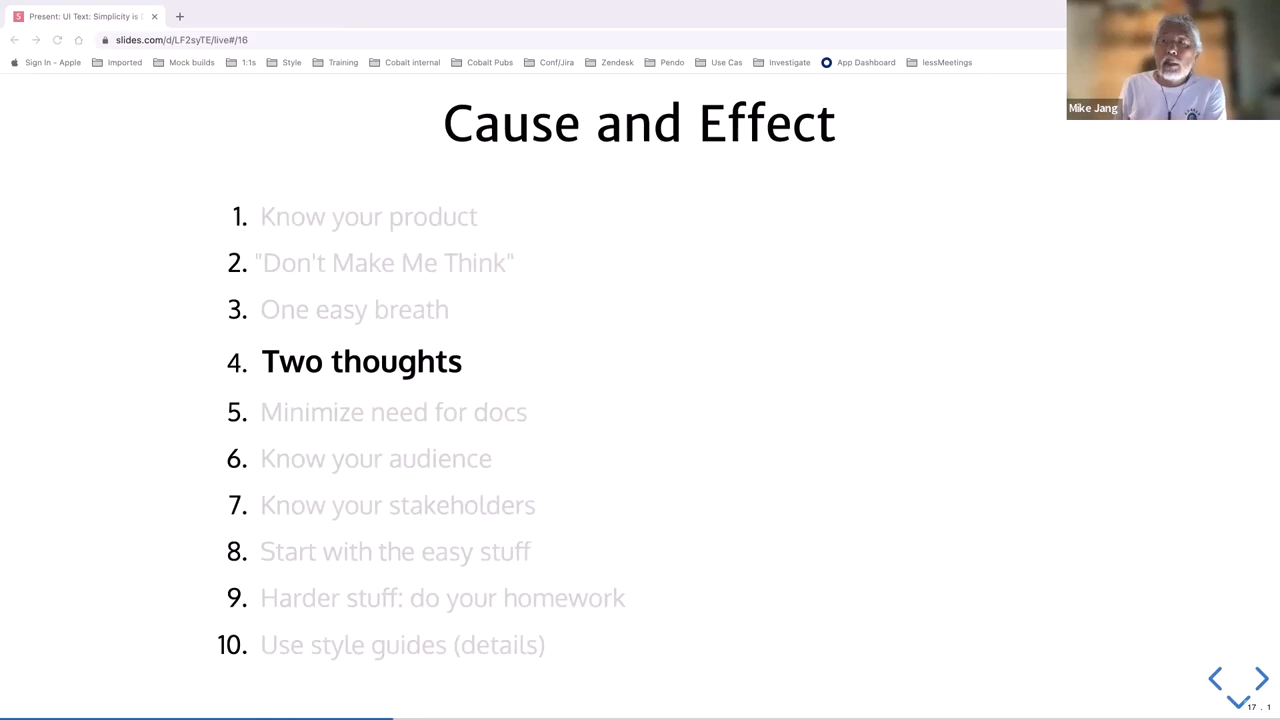 Present: UI Text: Simplicity is
slides.com/d/LF2syTE/live#/16
Sign In - Apple Imported Mock builds 1:1s Style Training Cobalt internal Cobalt Pubs Conf/Jira Zendesk Pendo Use Cas Investigate App Dashboard lessMeetings
Mike Jang
Cause and Effect
1. Know your product
2. "Don't Make Me Think"
3. One easy breath
4. Two thoughts
5. Minimize need for docs
6. Know your audience
7. Know your stakeholders
8. Start with the easy stuff
9. Harder stuff: do your homework
10. Use style guides (details)
17 . 1